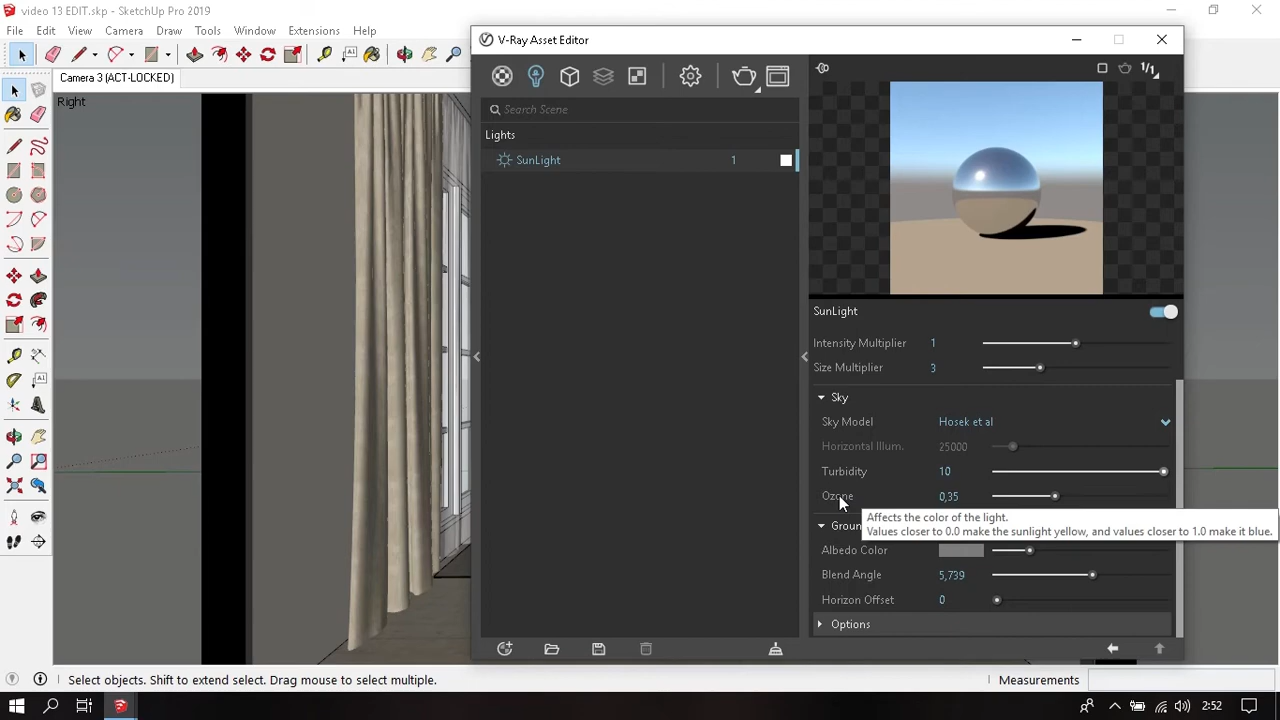 video 13 EDIT.skp - SketchUp Pro 2019
File Edit View Camera Draw Tools Window Extensions Help
Camera 3 (ACT-LOCKED)
Right
V-Ray Asset Editor
Search Scene
Lights
SunLight 1
1/1
SunLight
Intensity Multiplier 1
Size Multiplier 3
Sky
Sky Model Hosek et al
Horizontal Illum. 25000
Turbidity 10
Ozone 0,35
Affects the color of the light.
Values closer to 0.0 make the sunlight yellow, and values closer to 1.0 make it blue.
Groun
Albedo Color
Blend Angle 5,739
Horizon Offset 0
Options
Select objects. Shift to extend select. Drag mouse to select multiple.
Measurements
2:52